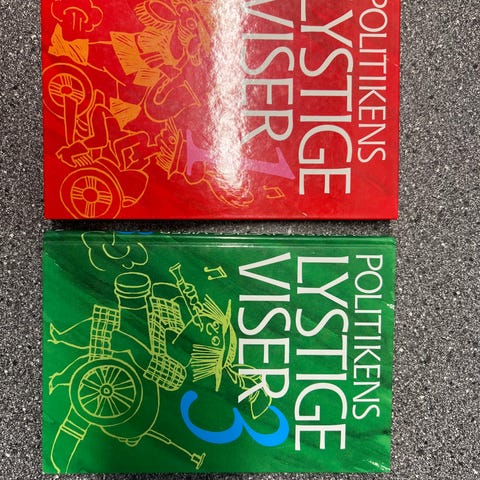 POLITIKENS
LYSTIGE
VISER 1
POLITIKENS
LYSTIGE
VISER 3